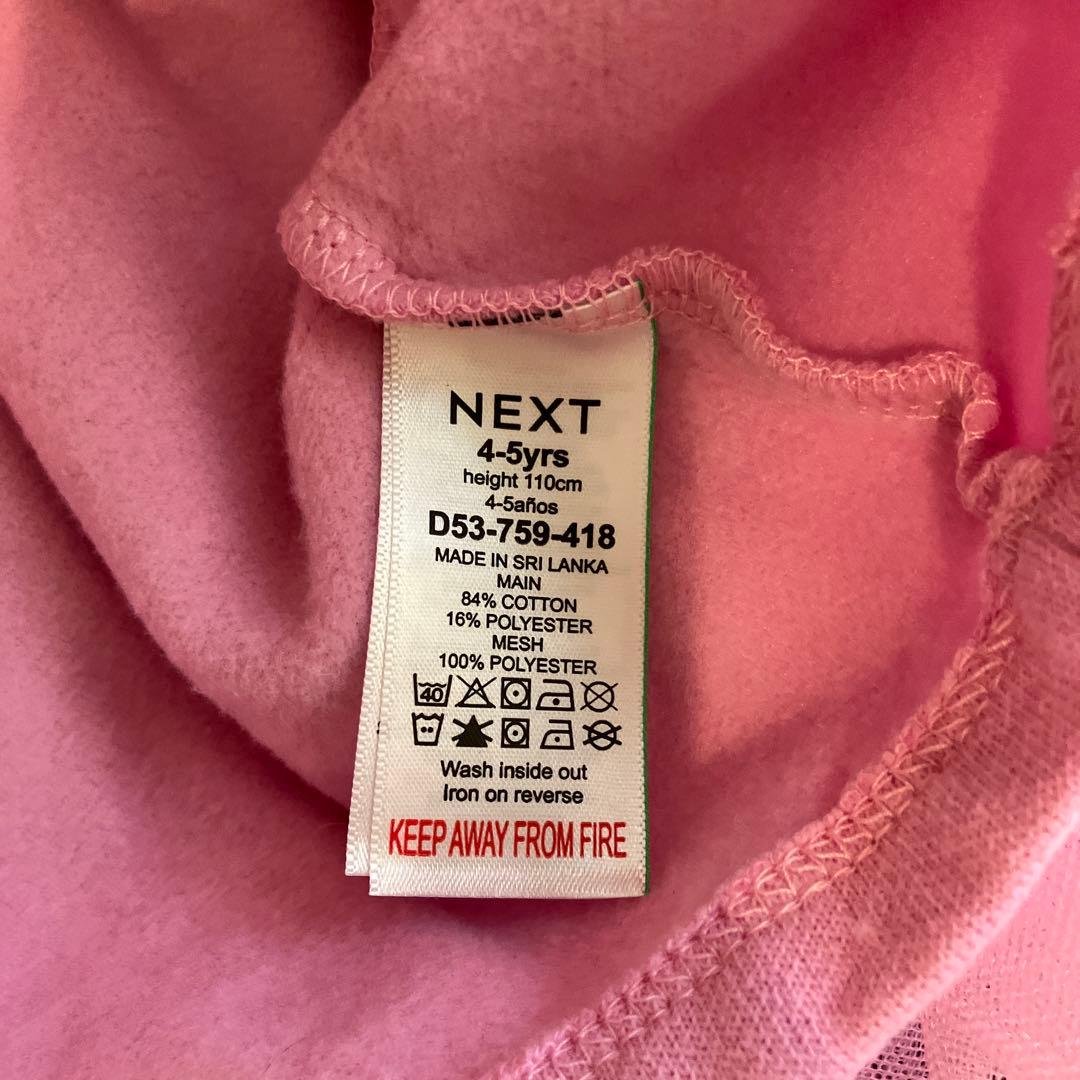 NEXT
4-5yrs
height 110cm
4-5años
D53-759-418
MADE IN SRI LANKA
MAIN
84% COTTON
16% POLYESTER
MESH
100% POLYESTER
40
Wash inside out
Iron on reverse
KEEP AWAY FROM FIRE